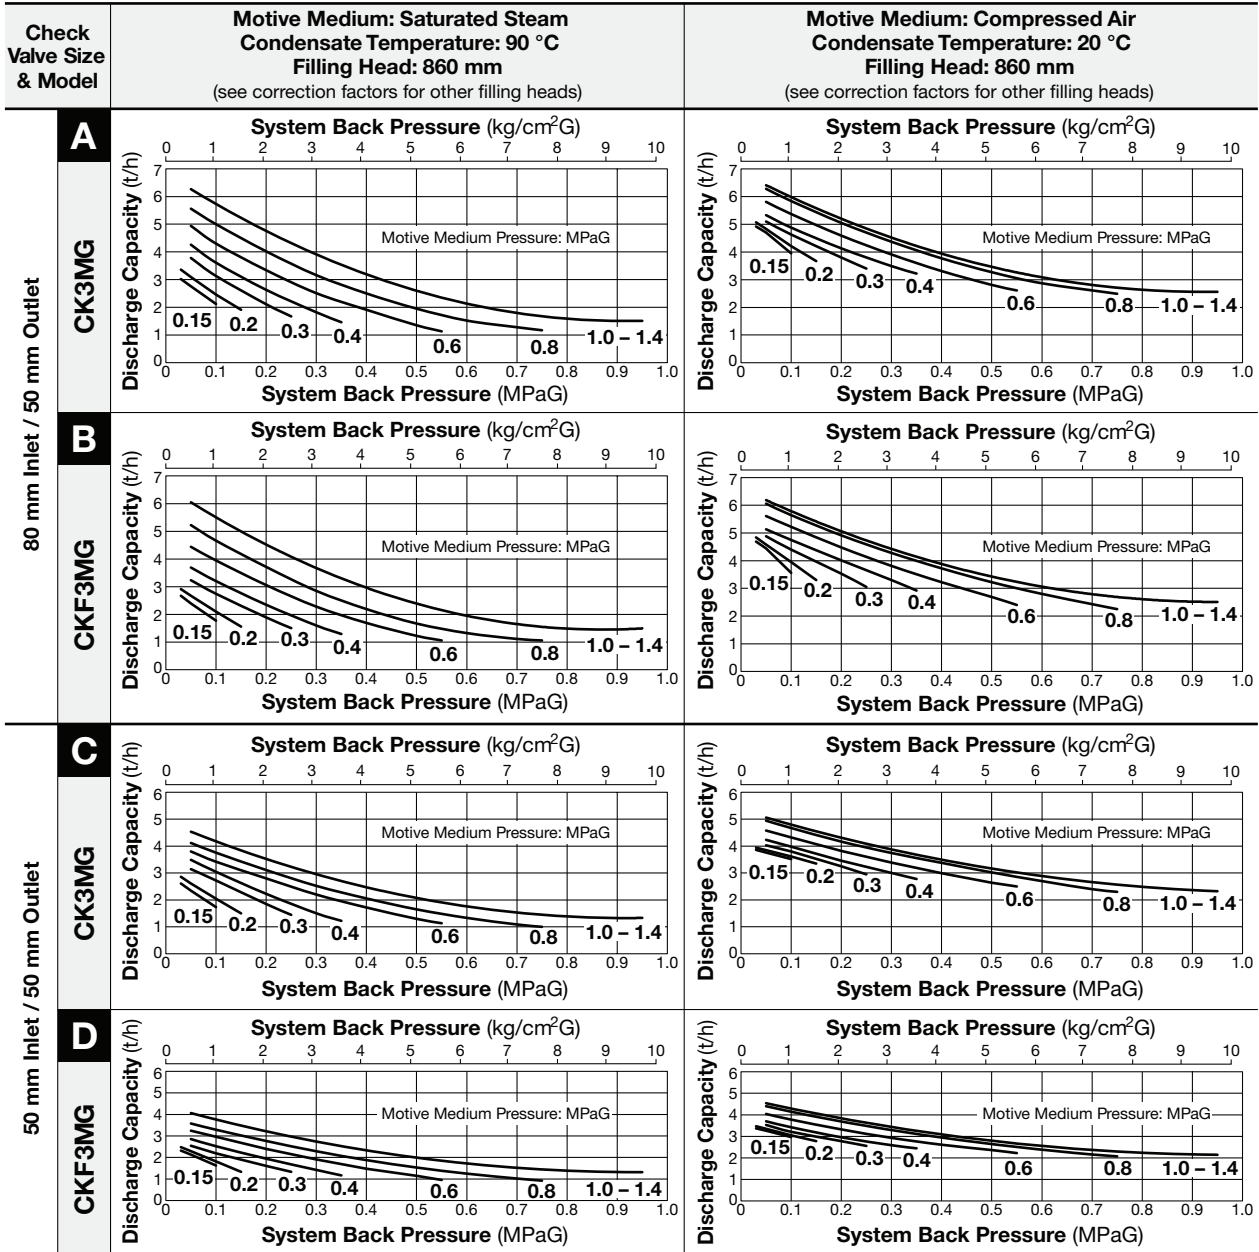 Check
Valve Size
& Model
Motive Medium: Saturated Steam
Condensate Temperature: 90 °C
Filling Head: 860 mm
(see correction factors for other filling heads)
Motive Medium: Compressed Air
Condensate Temperature: 20 °C
Filling Head: 860 mm
(see correction factors for other filling heads)
80 mm Inlet / 50 mm Outlet
A
CK3MG
System Back Pressure (kg/cm²G)
0 1 2 3 4 5 6 7 8 9 10
Discharge Capacity (t/h)
7
6
5
4
3
2
1
0
Motive Medium Pressure: MPaG
0.15 0.2 0.3 0.4 0.6 0.8 1.0 – 1.4
0 0.1 0.2 0.3 0.4 0.5 0.6 0.7 0.8 0.9 1.0
System Back Pressure (MPaG)
System Back Pressure (kg/cm²G)
0 1 2 3 4 5 6 7 8 9 10
Discharge Capacity (t/h)
7
6
5
4
3
2
1
0
Motive Medium Pressure: MPaG
0.15 0.2 0.3 0.4 0.6 0.8 1.0 – 1.4
0 0.1 0.2 0.3 0.4 0.5 0.6 0.7 0.8 0.9 1.0
System Back Pressure (MPaG)
B
CKF3MG
System Back Pressure (kg/cm²G)
0 1 2 3 4 5 6 7 8 9 10
Discharge Capacity (t/h)
7
6
5
4
3
2
1
0
Motive Medium Pressure: MPaG
0.15 0.2 0.3 0.4 0.6 0.8 1.0 – 1.4
0 0.1 0.2 0.3 0.4 0.5 0.6 0.7 0.8 0.9 1.0
System Back Pressure (MPaG)
System Back Pressure (kg/cm²G)
0 1 2 3 4 5 6 7 8 9 10
Discharge Capacity (t/h)
7
6
5
4
3
2
1
0
Motive Medium Pressure: MPaG
0.15 0.2 0.3 0.4 0.6 0.8 1.0 – 1.4
0 0.1 0.2 0.3 0.4 0.5 0.6 0.7 0.8 0.9 1.0
System Back Pressure (MPaG)
50 mm Inlet / 50 mm Outlet
C
CK3MG
System Back Pressure (kg/cm²G)
0 1 2 3 4 5 6 7 8 9 10
Discharge Capacity (t/h)
6
5
4
3
2
1
0
Motive Medium Pressure: MPaG
0.15 0.2 0.3 0.4 0.6 0.8 1.0 – 1.4
0 0.1 0.2 0.3 0.4 0.5 0.6 0.7 0.8 0.9 1.0
System Back Pressure (MPaG)
System Back Pressure (kg/cm²G)
0 1 2 3 4 5 6 7 8 9 10
Discharge Capacity (t/h)
6
5
4
3
2
1
0
Motive Medium Pressure: MPaG
0.15 0.2 0.3 0.4 0.6 0.8 1.0 – 1.4
0 0.1 0.2 0.3 0.4 0.5 0.6 0.7 0.8 0.9 1.0
System Back Pressure (MPaG)
D
CKF3MG
System Back Pressure (kg/cm²G)
0 1 2 3 4 5 6 7 8 9 10
Discharge Capacity (t/h)
6
5
4
3
2
1
0
Motive Medium Pressure: MPaG
0.15 0.2 0.3 0.4 0.6 0.8 1.0 – 1.4
0 0.1 0.2 0.3 0.4 0.5 0.6 0.7 0.8 0.9 1.0
System Back Pressure (MPaG)
System Back Pressure (kg/cm²G)
0 1 2 3 4 5 6 7 8 9 10
Discharge Capacity (t/h)
6
5
4
3
2
1
0
Motive Medium Pressure: MPaG
0.15 0.2 0.3 0.4 0.6 0.8 1.0 – 1.4
0 0.1 0.2 0.3 0.4 0.5 0.6 0.7 0.8 0.9 1.0
System Back Pressure (MPaG)